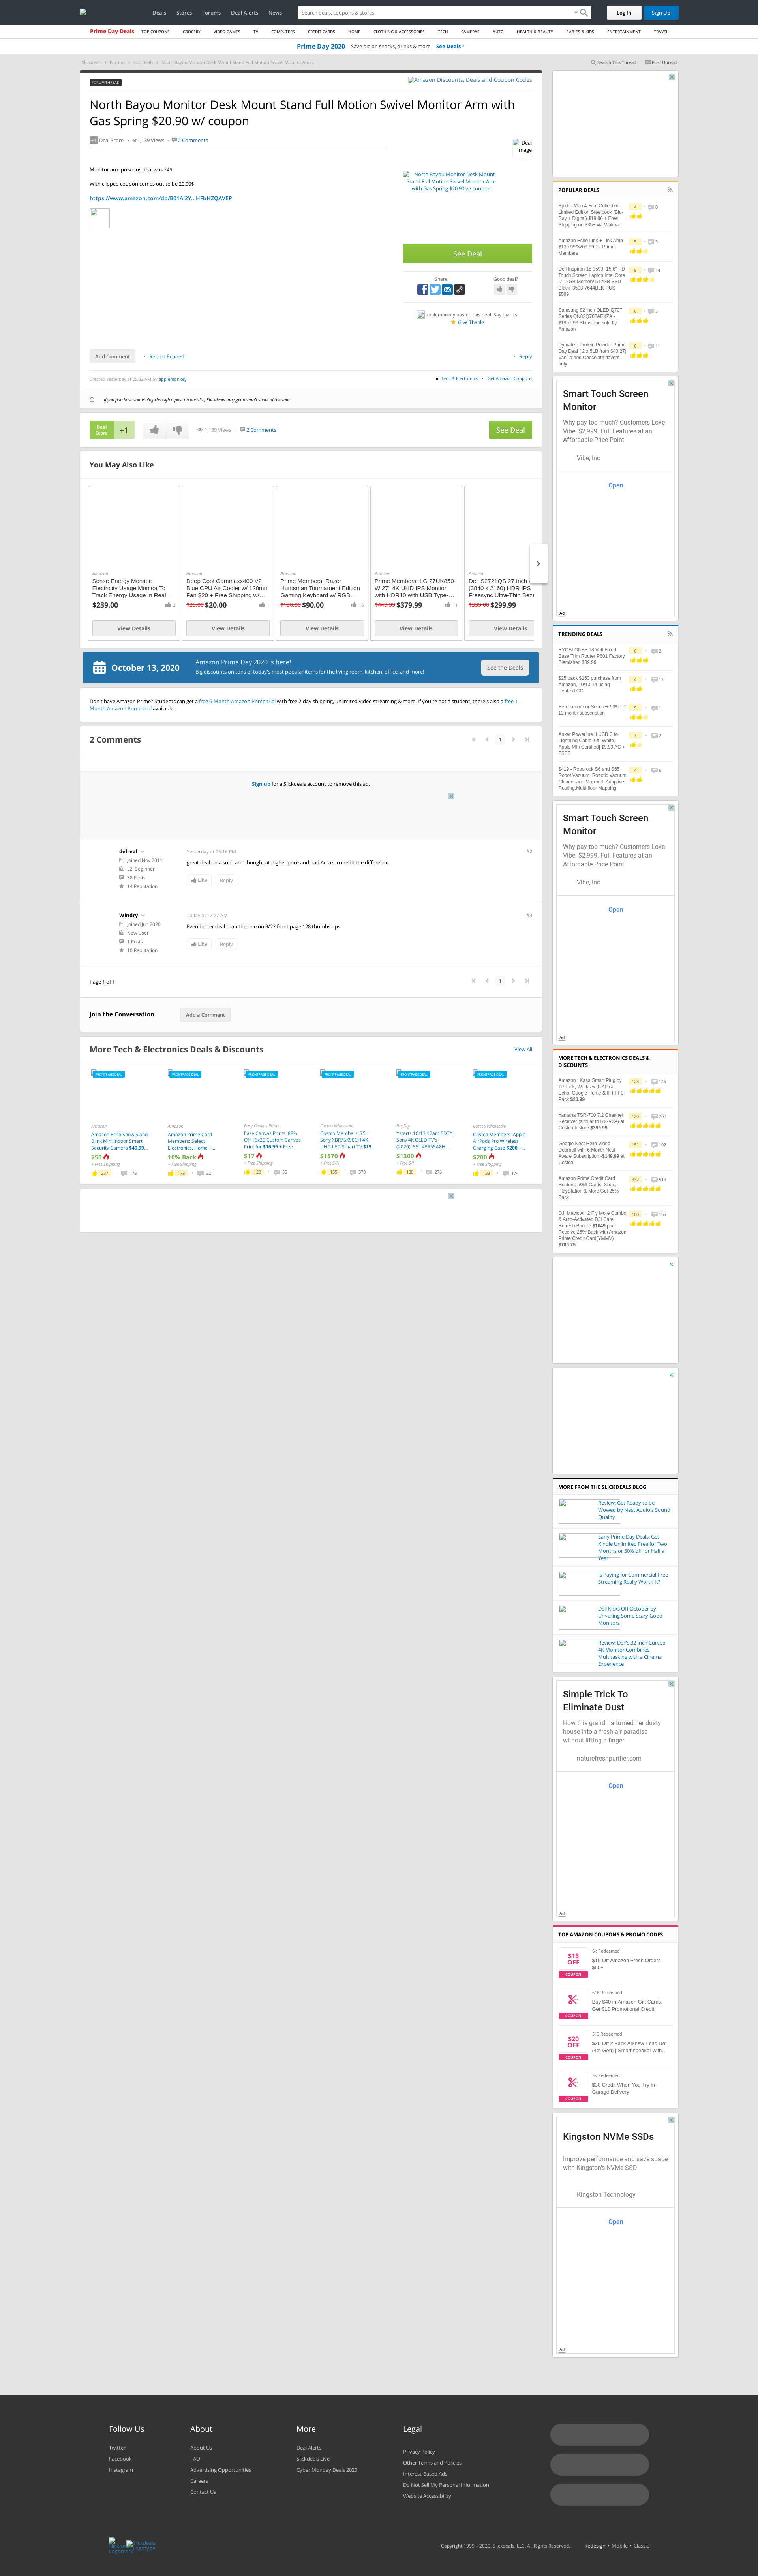 Deals Stores Forums Deal Alerts News
Search deals, coupons & stores
Log In
Sign Up
Prime Day Deals TOP COUPONS GROCERY VIDEO GAMES TV COMPUTERS CREDIT CARDS HOME CLOTHING & ACCESSORIES TECH CAMERAS AUTO HEALTH & BEAUTY BABIES & KIDS ENTERTAINMENT TRAVEL
Prime Day 2020 Save big on snacks, drinks & more See Deals
Slickdeals Forums Hot Deals North Bayou Monitor Desk Mount Stand Full Motion Swivel Monitor Arm ...
Search This Thread First Unread
FORUM THREAD
Amazon Discounts, Deals and Coupon Codes
North Bayou Monitor Desk Mount Stand Full Motion Swivel Monitor Arm with
Gas Spring $20.90 w/ coupon
+1 Deal Score 1,139 Views 2 Comments
Deal
Image
Monitor arm previous deal was 24$
With clipped coupon comes out to be 20.90$
https://www.amazon.com/dp/B01AI2Y...HFbHZQAVEP
North Bayou Monitor Desk Mount
Stand Full Motion Swivel Monitor Arm
with Gas Spring $20.90 w/ coupon
See Deal
Share
Good deal?
applemonkey posted this deal. Say thanks!
Give Thanks
Add Comment
Report Expired
Reply
Created Yesterday at 05:32 AM by applemonkey
in Tech & Electronics Get Amazon Coupons
If you purchase something through a post on our site, Slickdeals may get a small share of the sale.
Deal
Score
+1
1,139 Views 2 Comments
See Deal
You May Also Like
Amazon
Sense Energy Monitor:
Electricity Usage Monitor To
Track Energy Usage in Real...
$239.00
2
View Details
Amazon
Deep Cool Gammaxx400 V2
Blue CPU Air Cooler w/ 120mm
Fan $20 + Free Shipping w/...
$25.00 $20.00
1
View Details
Amazon
Prime Members: Razer
Huntsman Tournament Edition
Gaming Keyboard w/ RGB...
$130.00 $90.00
16
View Details
Amazon
Prime Members: LG 27UK850-
W 27" 4K UHD IPS Monitor
with HDR10 with USB Type-...
$449.99 $379.99
11
View Details
Amazon
Dell S2721QS 27 Inch
(3840 x 2160) HDR IPS
Freesync Ultra-Thin Bez
$339.00 $299.99
View Details
October 13, 2020
Amazon Prime Day 2020 is here!
Big discounts on tons of today's most popular items for the living room, kitchen, office, and more!
See the Deals
Don't have Amazon Prime? Students can get a free 6-Month Amazon Prime trial with free 2-day shipping, unlimited video streaming & more. If you're not a student, there's also a free 1-
Month Amazon Prime trial available.
2 Comments
1
Sign up for a Slickdeals account to remove this ad.
delreal
Joined Nov 2011
L2: Beginner
38 Posts
14 Reputation
Yesterday at 05:16 PM
#2
great deal on a solid arm. bought at higher price and had Amazon credit the difference.
Like Reply
Windry
Joined Jun 2020
New User
1 Posts
10 Reputation
Today at 12:27 AM
#3
Even better deal than the one on 9/22 front page 128 thumbs ups!
Like Reply
Page 1 of 1
1
Join the Conversation
Add a Comment
More Tech & Electronics Deals & Discounts
View All
FRONTPAGE DEAL
Amazon
Amazon Echo Show 5 and
Blink Mini Indoor Smart
Security Camera $49.99...
$50
+ Free Shipping
237 178
FRONTPAGE DEAL
Amazon
Amazon Prime Card
Members: Select
Electronics, Home +...
10% Back
+ Free Shipping
178 321
FRONTPAGE DEAL
Easy Canvas Prints
Easy Canvas Prints: 88%
Off 16x20 Custom Canvas
Print for $16.99 + Free...
$17
+ Free Shipping
128 55
FRONTPAGE DEAL
Costco Wholesale
Costco Members: 75"
Sony XBR75X90CH 4K
UHD LED Smart TV $15...
$1570
+ Free S/H
155 370
FRONTPAGE DEAL
BuyDig
*starts 10/13 12am EDT*:
Sony 4K OLED TV's
(2020): 55" XBR55A8H...
$1300
+ Free S/H
130 276
FRONTPAGE DEAL
Costco Wholesale
Costco Members: Apple
AirPods Pro Wireless
Charging Case $200 +...
$200
+ Free Shipping
120 174
POPULAR DEALS
Spider-Man 4-Film Collection
Limited Edition Steelbook (Blu-
Ray + Digital) $19.96 + Free
Shipping on $35+ via Walmart
4 0
Amazon Echo Link + Link Amp
$139.99/$209.99 for Prime
Members
5 3
Dell Inspiron 15 3593- 15.6" HD
Touch Screen Laptop Intel Core
i7 12GB Memory 512GB SSD
Black i3593-7644BLK-PUS
$599
8 14
Samsung 82 inch QLED Q70T
Series QN82Q70TAFXZA -
$1997.99 Ships and sold by
Amazon
6 5
Dymatize Protein Powder Prime
Day Deal ( 2 x 5LB from $40.27)
Vanilla and Chocolate flavors
only
6 11
Smart Touch Screen
Monitor
Why pay too much? Customers Love
Vibe. $2,999. Full Features at an
Affordable Price Point.
Vibe, Inc
Open
Ad
TRENDING DEALS
RYOBI ONE+ 18 Volt Fixed
Base Trim Router P601 Factory
Blemished $39.99
6 2
$25 back $150 purchase from
Amazon, 10/13-14 using
PenFed CC
4 12
Eero secure or Secure+ 50% off
12 month subscription
5 1
Anker Powerline II USB C to
Lightning Cable [6ft. White,
Apple MFi Certified] $9.99 AC +
FSSS
3 2
$419 - Roborock S6 and S65
Robot Vacuum, Robotic Vacuum
Cleaner and Mop with Adaptive
Routing,Multi-floor Mapping
4 6
Smart Touch Screen
Monitor
Why pay too much? Customers Love
Vibe. $2,999. Full Features at an
Affordable Price Point.
Vibe, Inc
Open
Ad
MORE TECH & ELECTRONICS DEALS &
DISCOUNTS
Amazon : Kasa Smart Plug by
TP-Link, Works with Alexa,
Echo, Google Home & IFTTT 3-
Pack $20.99
128 140
Yamaha TSR-700 7.2 Channel
Receiver (similar to RX-V6A) at
Costco Instore $399.99
120 202
Google Nest Hello Video
Doorbell with 6 Month Nest
Aware Subscription -$149.99 at
Costco
101 102
Amazon Prime Credit Card
Holders: eGift Cards: Xbox,
PlayStation & More Get 25%
Back
332 513
DJI Mavic Air 2 Fly More Combo
& Auto-Activated DJI Care
Refresh Bundle $1049 plus
Receive 25% Back with Amazon
Prime Credit Card(YMMV)
$786.75
100 165
MORE FROM THE SLICKDEALS BLOG
Review: Get Ready to be
Wowed by Nest Audio's Sound
Quality
Early Prime Day Deals: Get
Kindle Unlimited Free for Two
Months or 50% off for Half a
Year
Is Paying for Commercial-Free
Streaming Really Worth It?
Dell Kicks Off October by
Unveiling Some Scary Good
Monitors
Review: Dell's 32-inch Curved
4K Monitor Combines
Multitasking with a Cinema
Experience
Simple Trick To
Eliminate Dust
How this grandma turned her dusty
house into a fresh air paradise
without lifting a finger
naturefreshpurifier.com
Open
Ad
TOP AMAZON COUPONS & PROMO CODES
$15
OFF
COUPON
6k Redeemed
$15 Off Amazon Fresh Orders
$50+
COUPON
616 Redeemed
Buy $40 in Amazon Gift Cards,
Get $10 Promotional Credit
$20
OFF
COUPON
513 Redeemed
$20 Off 2 Pack All-new Echo Dot
(4th Gen) | Smart speaker with...
COUPON
3k Redeemed
$30 Credit When You Try In-
Garage Delivery
Kingston NVMe SSDs
Improve performance and save space
with Kingston's NVMe SSD
Kingston Technology
Open
Ad
Follow Us
Twitter
Facebook
Instagram
About
About Us
FAQ
Advertising Opportunities
Careers
Contact Us
More
Deal Alerts
Slickdeals Live
Cyber Monday Deals 2020
Legal
Privacy Policy
Other Terms and Policies
Interest-Based Ads
Do Not Sell My Personal Information
Website Accessibility
Copyright 1999 - 2020. Slickdeals, LLC. All Rights Reserved. Redesign • Mobile • Classic